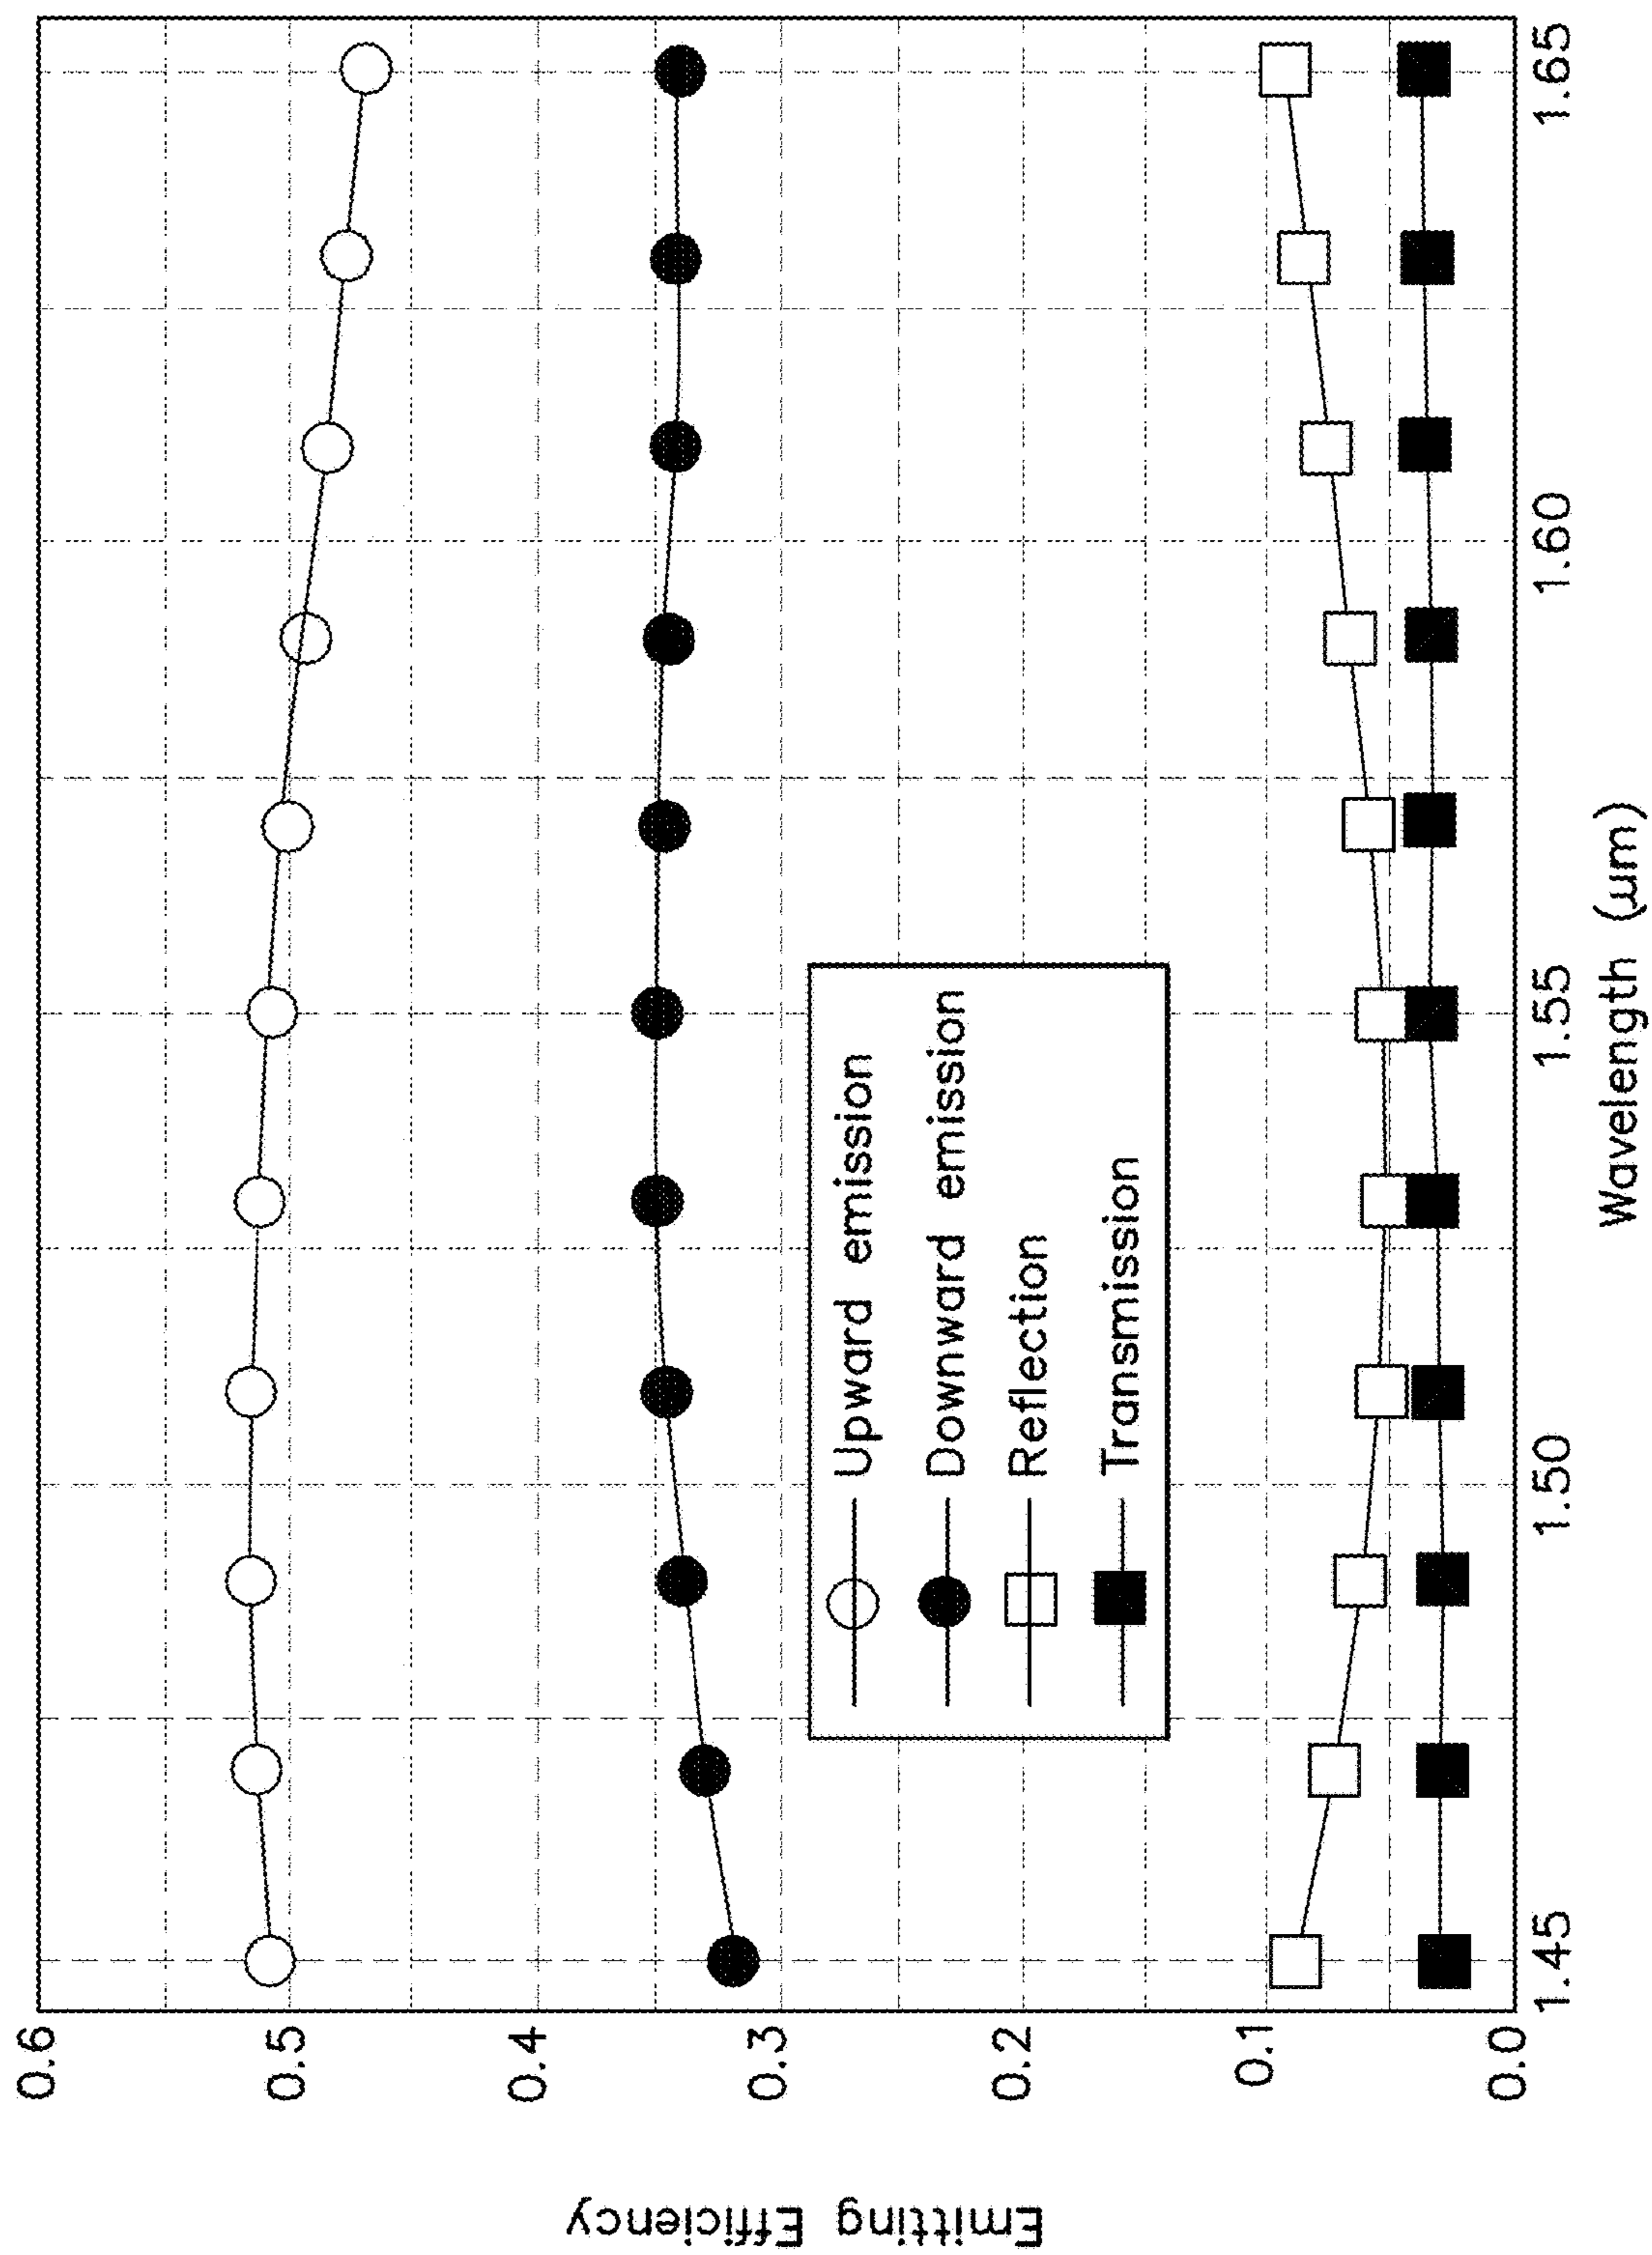 Emitting Efficiency
0.6
0.5
0.4
0.3
0.2
0.1
0.0
1.45
1.50
1.55
1.60
1.65
Wavelength (μm)
Upward emission
Downward emission
Reflection
Transmission